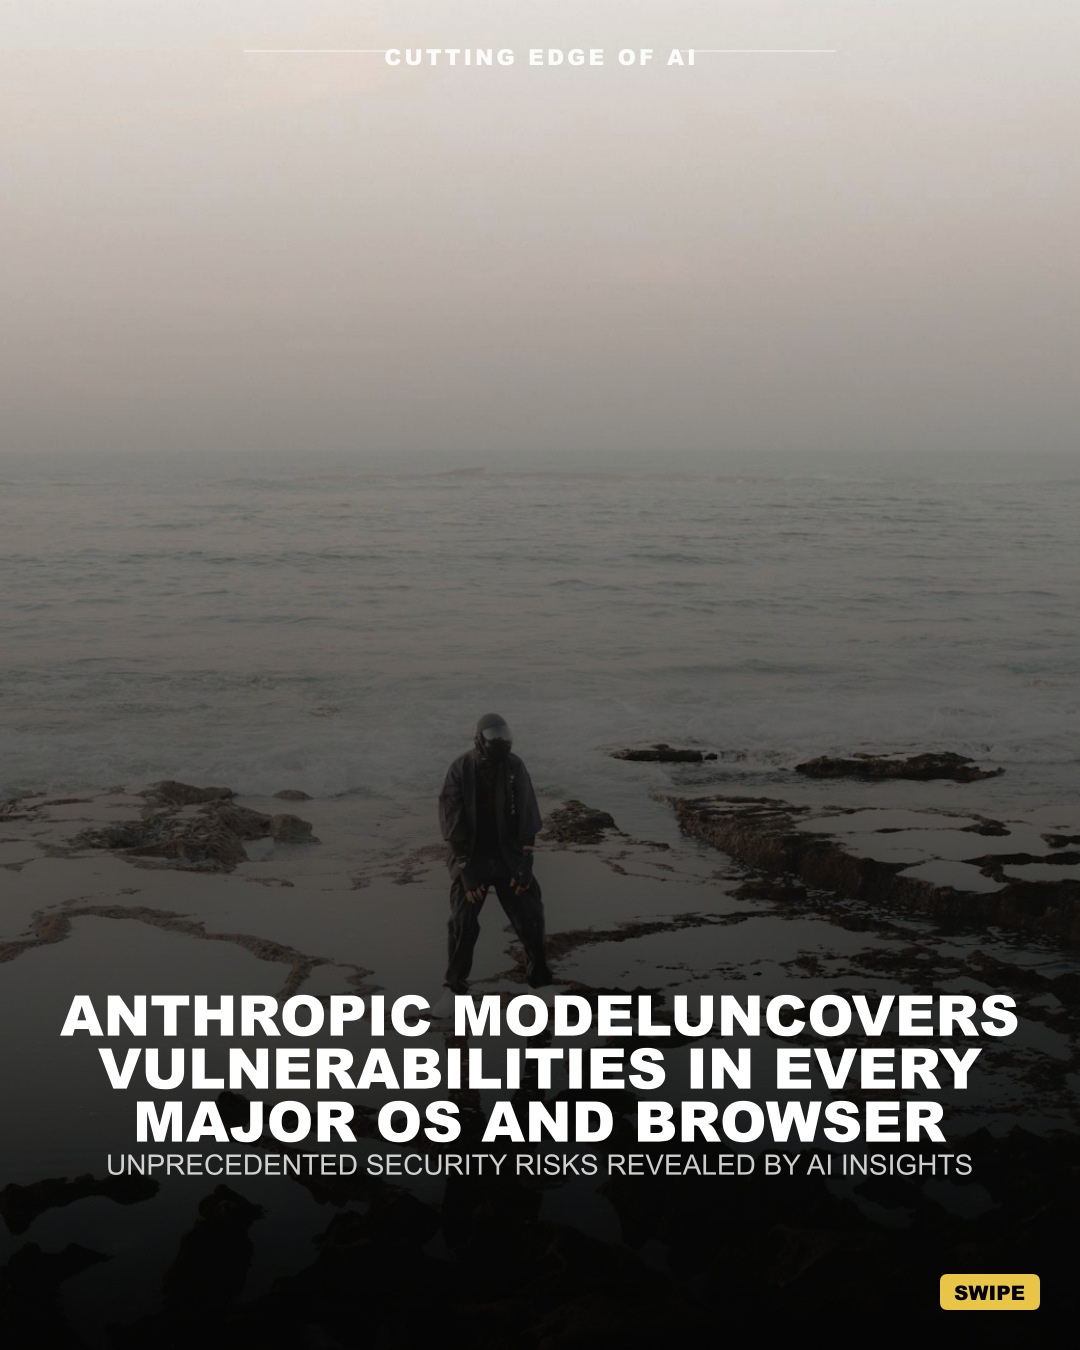 CUTTING EDGE OF AI
ANTHROPIC MODELUNCOVERS
VULNERABILITIES IN EVERY
MAJOR OS AND BROWSER
UNPRECEDENTED SECURITY RISKS REVEALED BY AI INSIGHTS
SWIPE